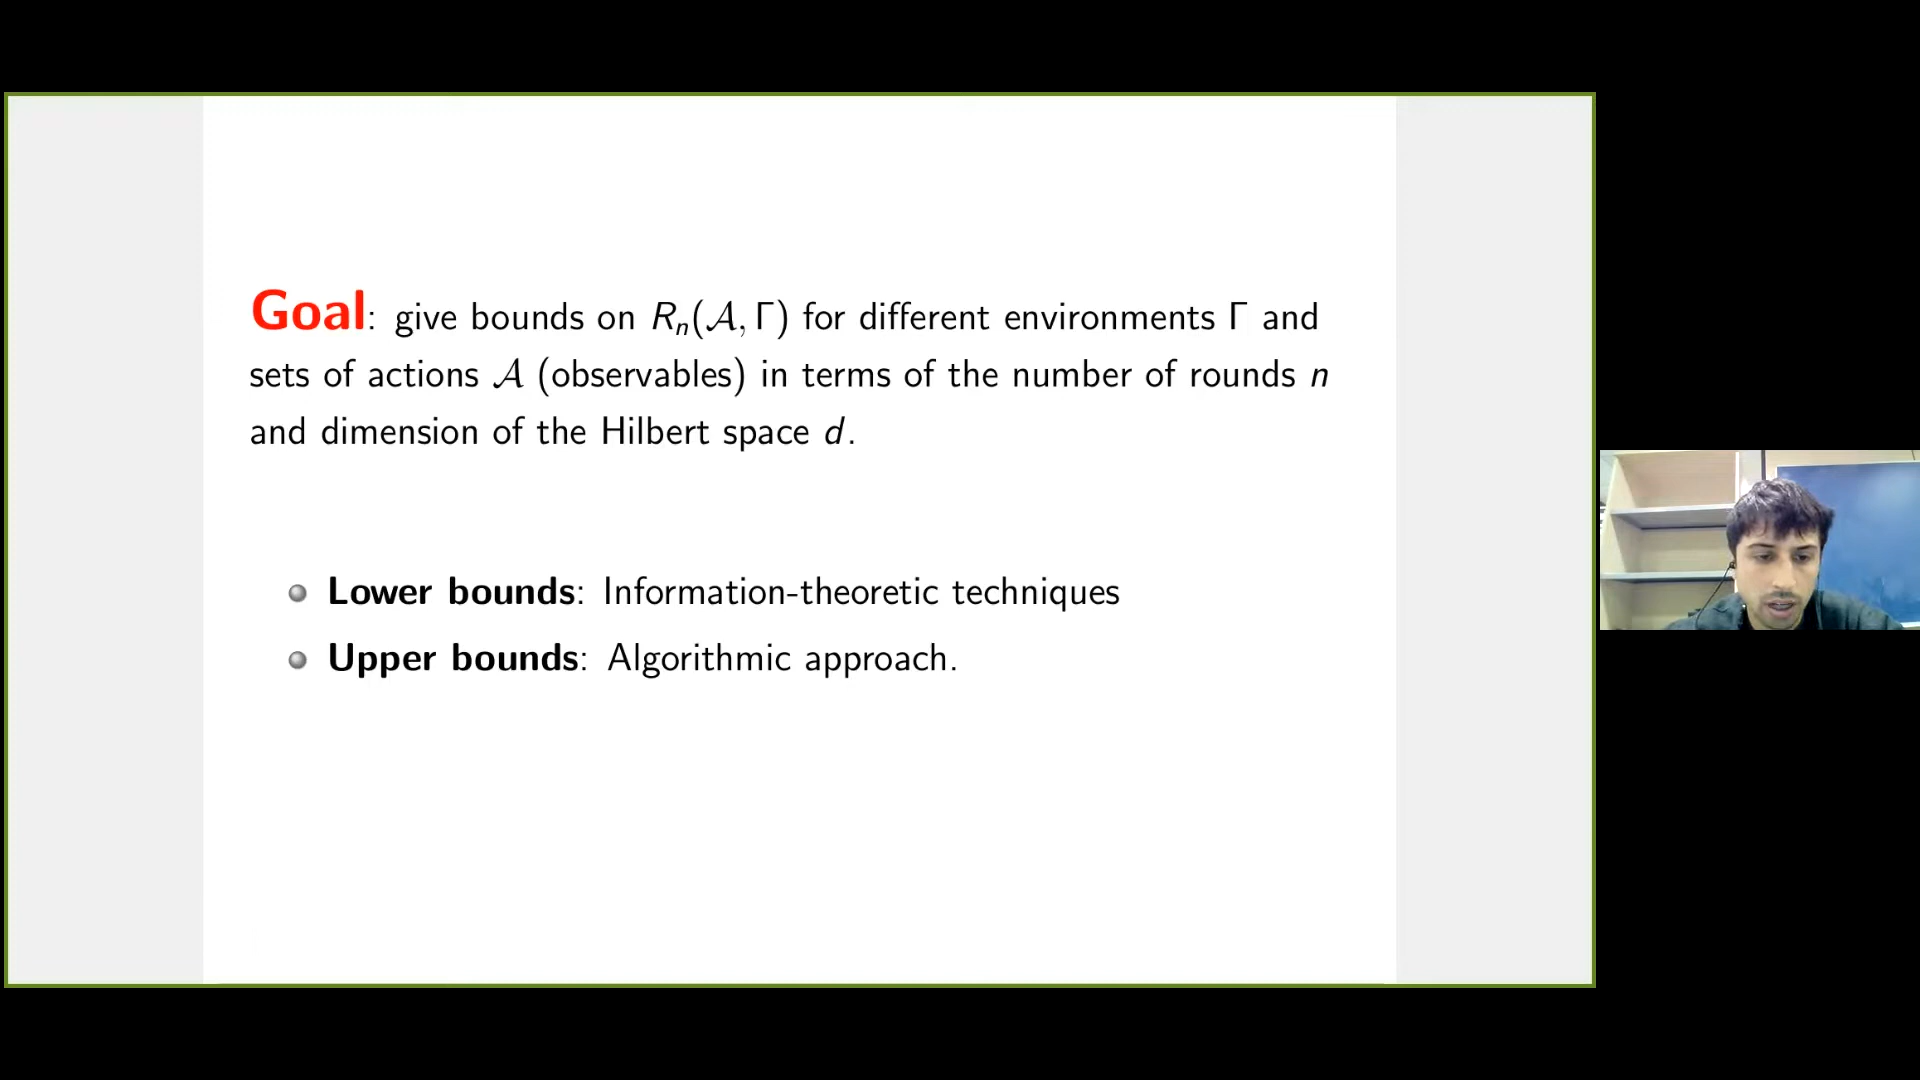 Goal: give bounds on Rₙ(𝒜, Γ) for different environments Γ and
sets of actions 𝒜 (observables) in terms of the number of rounds n
and dimension of the Hilbert space d.
Lower bounds: Information-theoretic techniques
Upper bounds: Algorithmic approach.